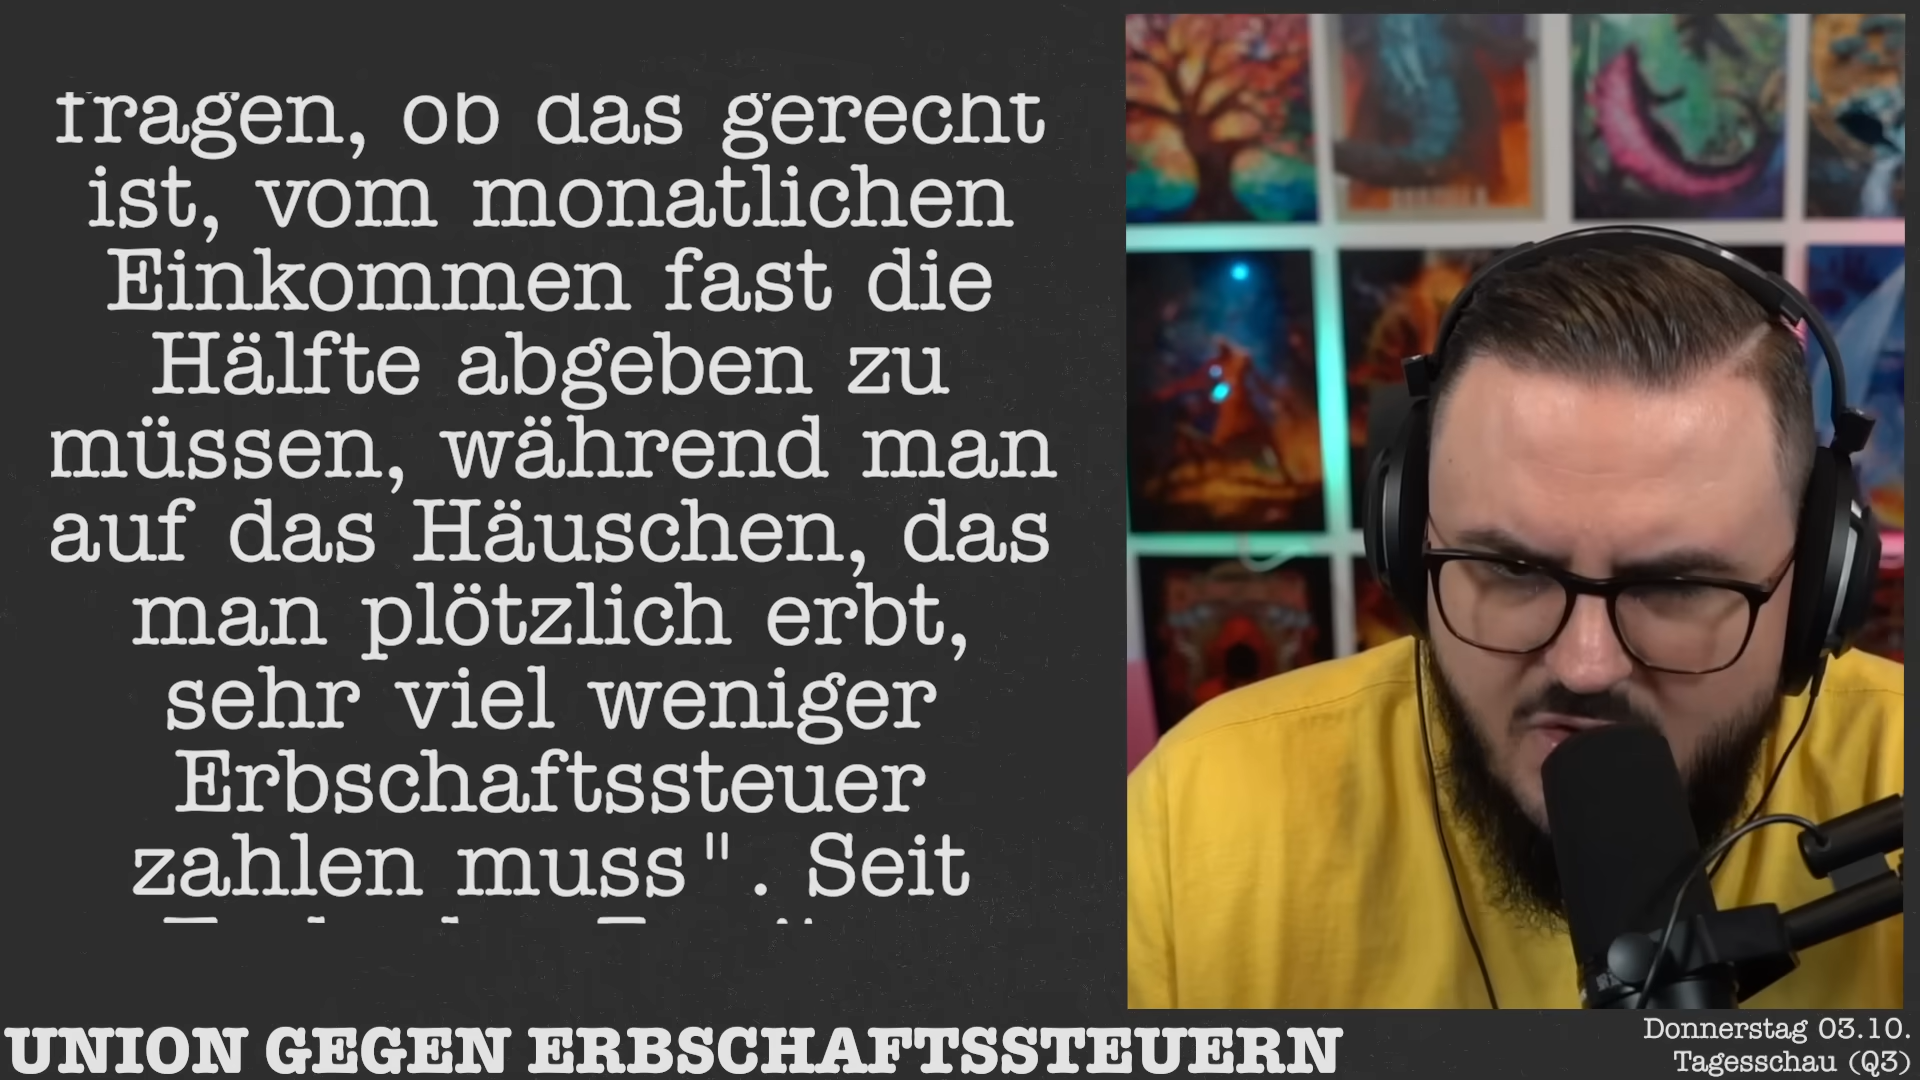 fragen, ob das gerecht
ist, vom monatlichen
Einkommen fast die
Hälfte abgeben zu
müssen, während man
auf das Häuschen, das
man plötzlich erbt,
sehr viel weniger
Erbschaftssteuer
zahlen muss". Seit
UNION GEGEN ERBSCHAFTSSTEUERN
Donnerstag 03.10.
Tagesschau (Q3)